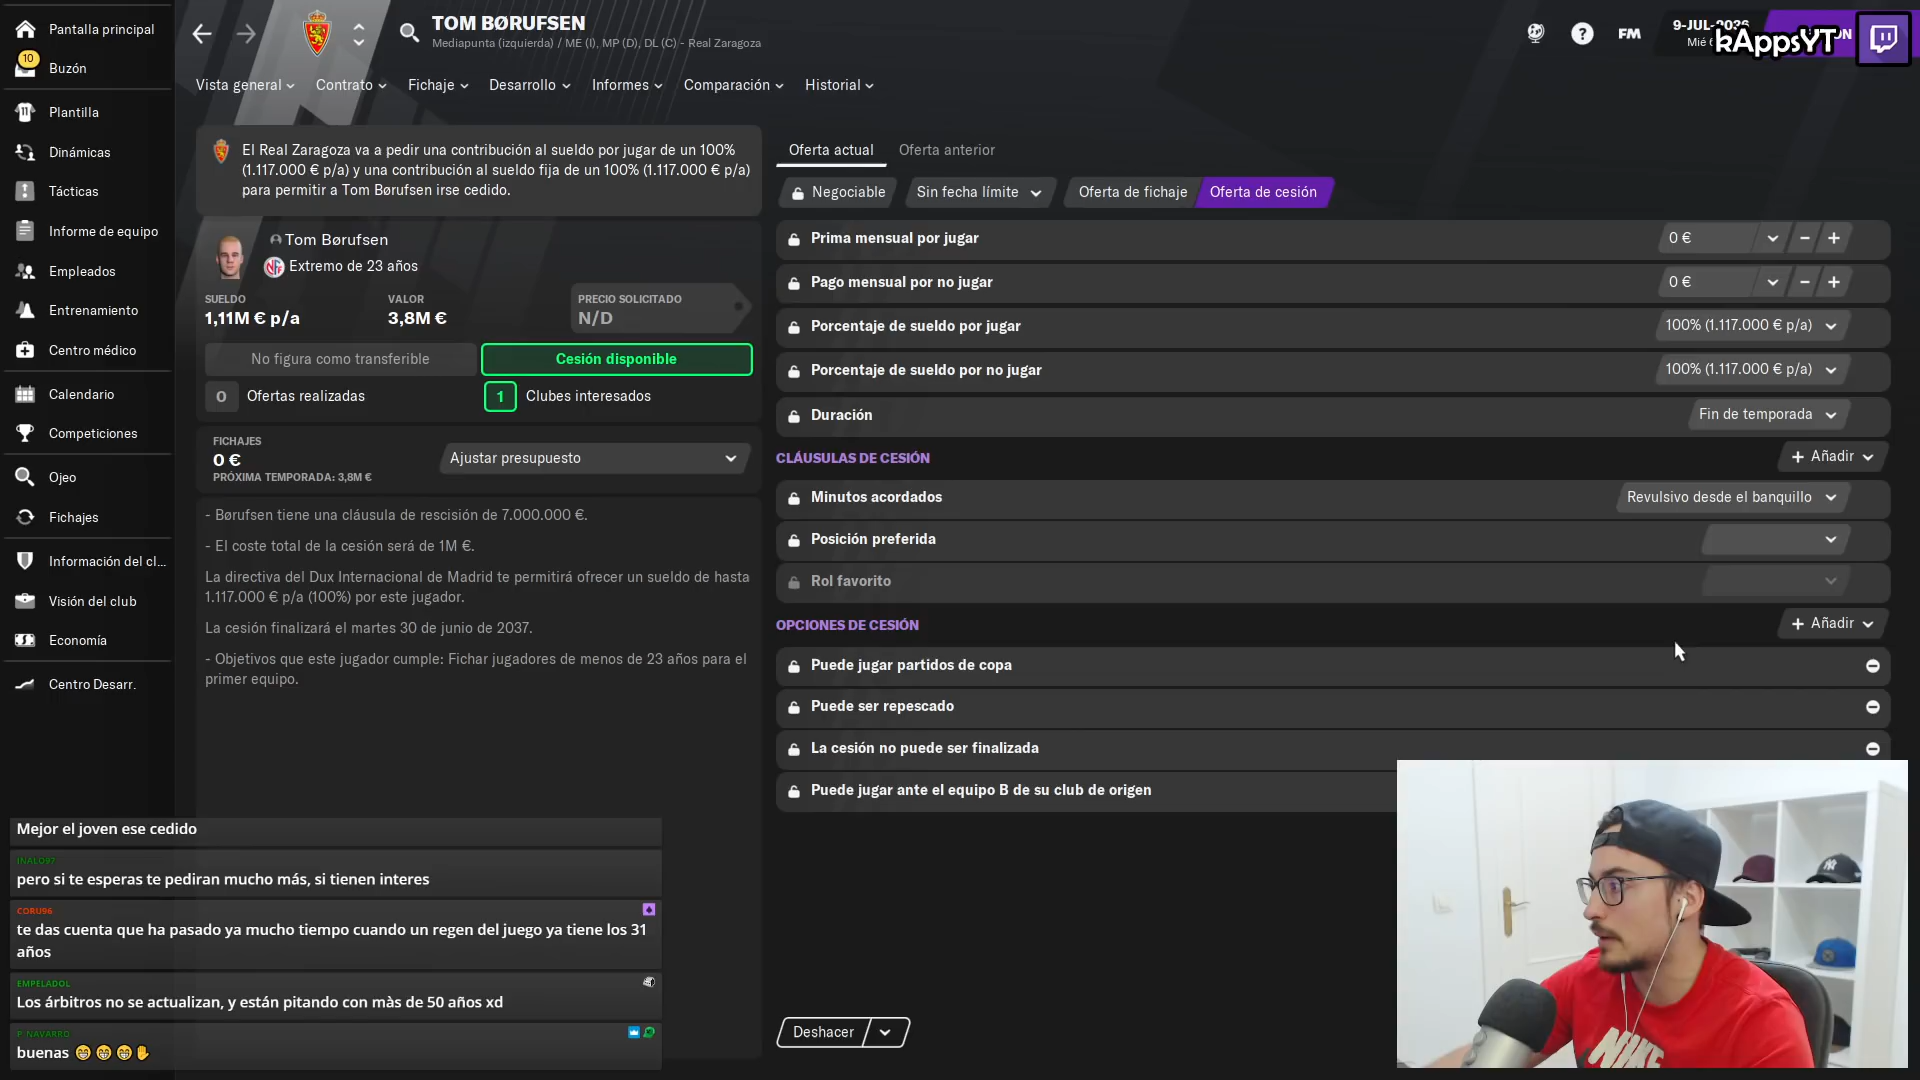 Pantalla principal
10
Buzón
Plantilla
Dinámicas
Tácticas
Informe de equipo
Empleados
Entrenamiento
Centro médico
Calendario
Competiciones
Ojeo
Fichajes
Información del cl...
Visión del club
Economía
Centro Desarr.
TOM BØRUFSEN
Mediapunta (izquierda) / ME (I), MP (D), DL (C) - Real Zaragoza
FM
9-JUL-2036
kAppsYT
Vista general
Contrato
Fichaje
Desarrollo
Informes
Comparación
Historial
El Real Zaragoza va a pedir una contribución al sueldo por jugar de un 100%
(1.117.000 € p/a) y una contribución al sueldo fija de un 100% (1.117.000 € p/a)
para permitir a Tom Børufsen irse cedido.
Tom Børufsen
Extremo de 23 años
SUELDO
1,11M € p/a
VALOR
3,8M €
PRECIO SOLICITADO
N/D
No figura como transferible
Cesión disponible
0
Ofertas realizadas
1
Clubes interesados
FICHAJES
0 €
PRÓXIMA TEMPORADA: 3,8M €
Ajustar presupuesto
- Børufsen tiene una cláusula de rescisión de 7.000.000 €.
- El coste total de la cesión será de 1M €.
La directiva del Dux Internacional de Madrid te permitirá ofrecer un sueldo de hasta
1.117.000 € p/a (100%) por este jugador.
La cesión finalizará el martes 30 de junio de 2037.
- Objetivos que este jugador cumple: Fichar jugadores de menos de 23 años para el
primer equipo.
Oferta actual
Oferta anterior
Negociable
Sin fecha límite
Oferta de fichaje
Oferta de cesión
Prima mensual por jugar
0 €
Pago mensual por no jugar
0 €
Porcentaje de sueldo por jugar
100% (1.117.000 € p/a)
Porcentaje de sueldo por no jugar
100% (1.117.000 € p/a)
Duración
Fin de temporada
CLÁUSULAS DE CESIÓN
+ Añadir
Minutos acordados
Revulsivo desde el banquillo
Posición preferida
Rol favorito
OPCIONES DE CESIÓN
+ Añadir
Puede jugar partidos de copa
Puede ser repescado
La cesión no puede ser finalizada
Puede jugar ante el equipo B de su club de origen
Deshacer
Mejor el joven ese cedido
INALO97
pero si te esperas te pediran mucho más, si tienen interes
CORU96
te das cuenta que ha pasado ya mucho tiempo cuando un regen del juego ya tiene los 31
años
EMPELADOL
Los árbitros no se actualizan, y están pitando con màs de 50 años xd
P_NAVARRO
buenas 😁😁😁✋
NIKE